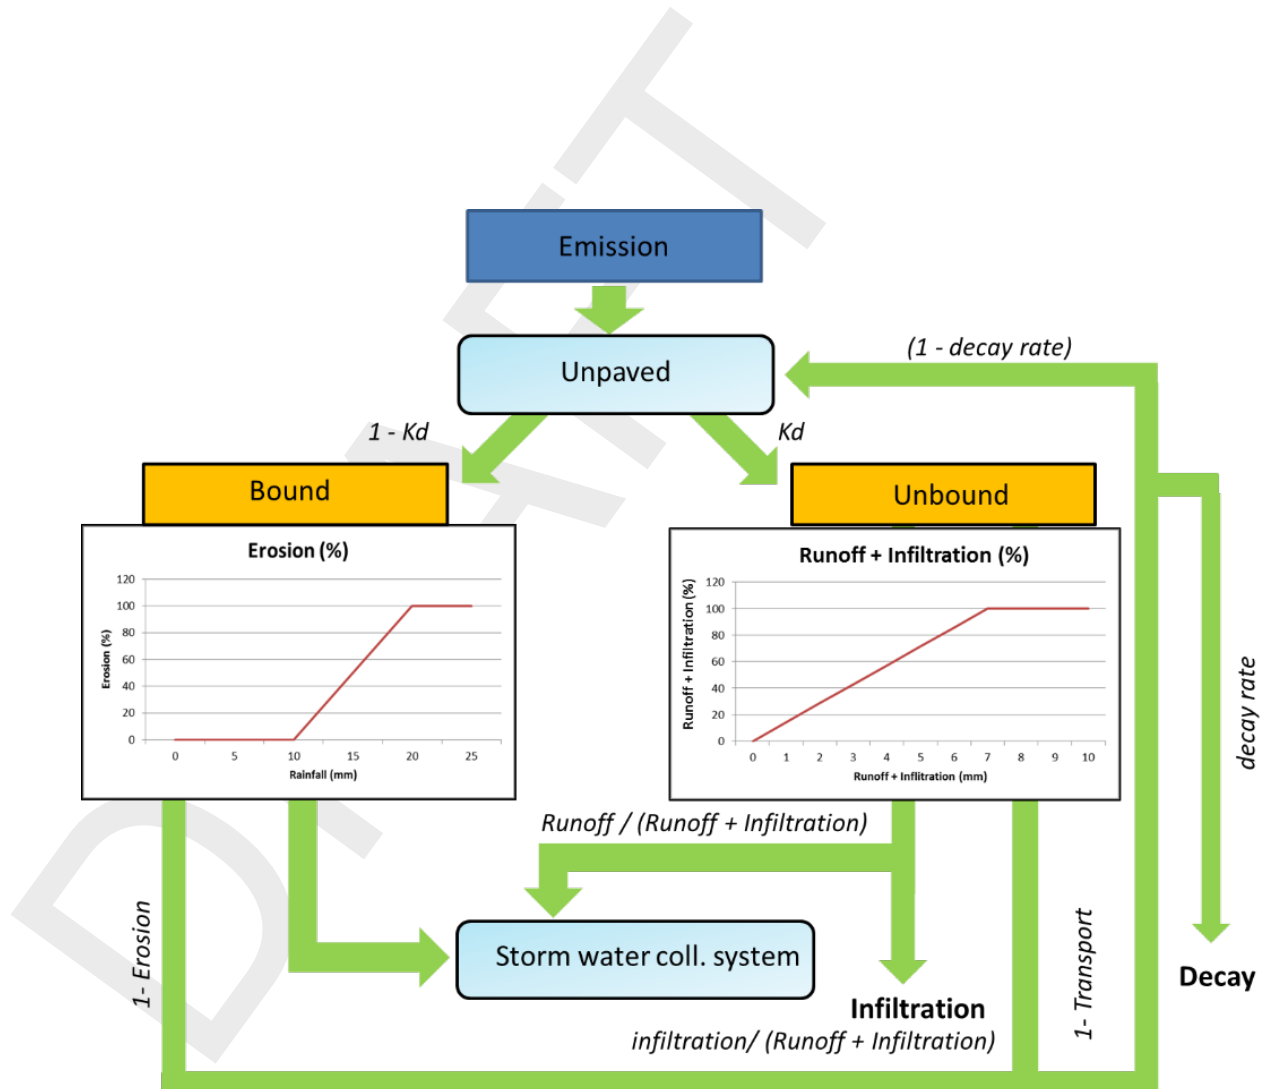 DRAFT
Emission
Unpaved
(1 - decay rate)
1 - Kd
Kd
Bound
Unbound
Erosion (%)
120
100
80
60
40
20
0
Erosion (%)
0 5 10 15 20 25
Rainfall (mm)
Runoff + Infiltration (%)
120
100
80
60
40
20
0
Runoff + Infiltration (%)
0 1 2 3 4 5 6 7 8 9 10
Runoff + Inflitration (mm)
decay rate
Runoff / (Runoff + Infiltration)
1- Erosion
Storm water coll. system
1- Transport
Decay
Infiltration
infiltration/ (Runoff + Infiltration)